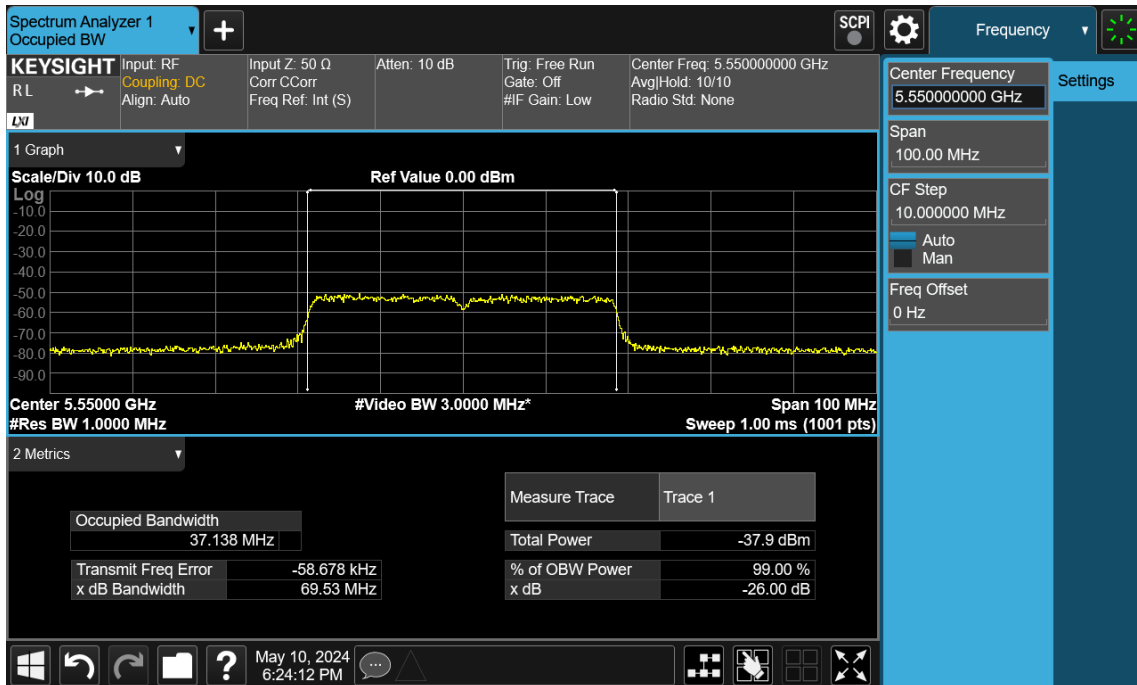 Spectrum Analyzer 1
Occupied BW
SCPI
Frequency
KEYSIGHT
R L
LXI
Input: RF
Coupling: DC
Align: Auto
Input Z: 50 Ω
Corr CCorr
Freq Ref: Int (S)
Atten: 10 dB
Trig: Free Run
Gate: Off
#IF Gain: Low
Center Freq: 5.550000000 GHz
Avg|Hold: 10/10
Radio Std: None
Center Frequency
5.550000000 GHz
Settings
Span
100.00 MHz
CF Step
10.000000 MHz
Auto
Man
Freq Offset
0 Hz
1 Graph
Scale/Div 10.0 dB
Ref Value 0.00 dBm
Log
-10.0
-20.0
-30.0
-40.0
-50.0
-60.0
-70.0
-80.0
-90.0
Center 5.55000 GHz
#Video BW 3.0000 MHz*
Span 100 MHz
#Res BW 1.0000 MHz
Sweep 1.00 ms (1001 pts)
2 Metrics
Measure Trace Trace 1
Occupied Bandwidth
37.138 MHz
Total Power -37.9 dBm
Transmit Freq Error -58.678 kHz
% of OBW Power 99.00 %
x dB Bandwidth 69.53 MHz
x dB -26.00 dB
?
May 10, 2024
6:24:12 PM